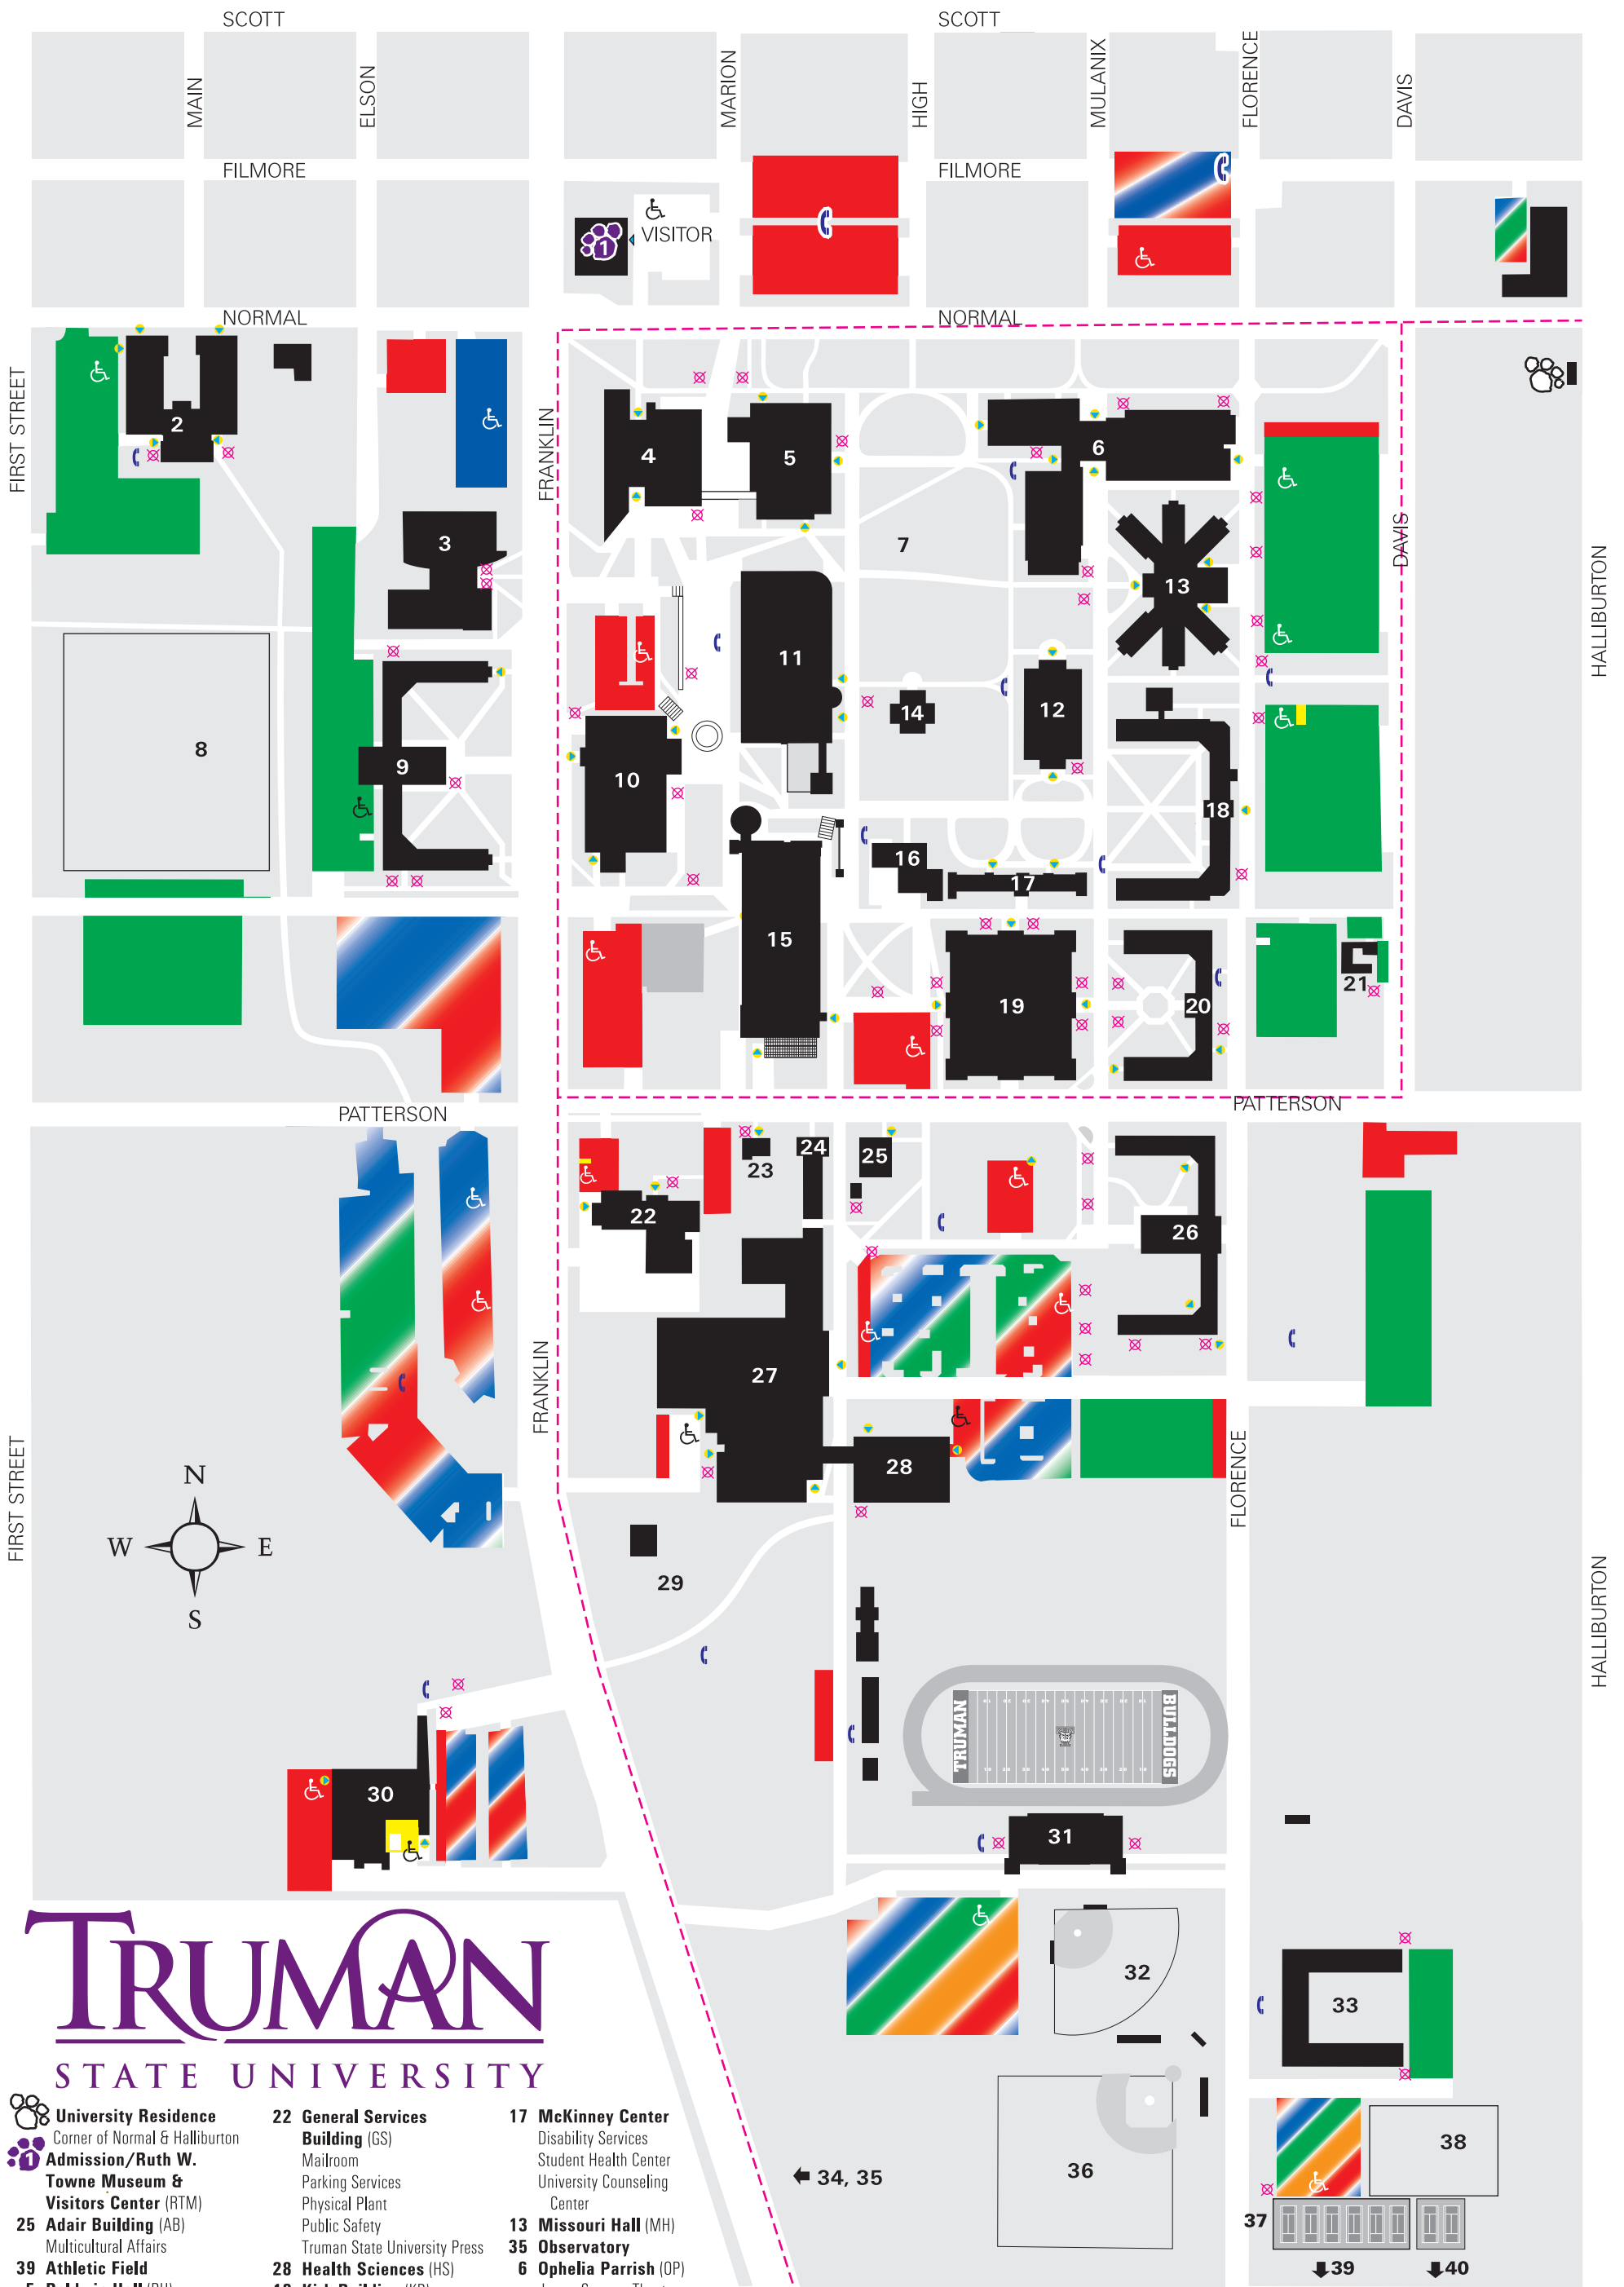 SCOTT
SCOTT
MAIN
ELSON
MARION
HIGH
MULANIX
FLORENCE
DAVIS
FILMORE
FILMORE
1
VISITOR
NORMAL
NORMAL
FIRST STREET
FRANKLIN
DAVIS
HALLIBURTON
2
3
4
5
6
7
8
9
10
11
12
13
14
15
16
17
18
19
20
21
PATTERSON
PATTERSON
22
23
24
25
26
27
28
FRANKLIN
FIRST STREET
FLORENCE
HALLIBURTON
N
W
E
S
29
TRUMAN
BULLDOGS
30
31
32
33
34, 35
36
37
38
39
40
TRUMAN
STATE UNIVERSITY
University Residence
Corner of Normal & Halliburton
1 Admission/Ruth W.
Towne Museum &
Visitors Center (RTM)
25 Adair Building (AB)
Multicultural Affairs
39 Athletic Field
22 General Services
Building (GS)
Mailroom
Parking Services
Physical Plant
Public Safety
Truman State University Press
28 Health Sciences (HS)
17 McKinney Center
Disability Services
Student Health Center
University Counseling
Center
13 Missouri Hall (MH)
35 Observatory
6 Ophelia Parrish (OP)